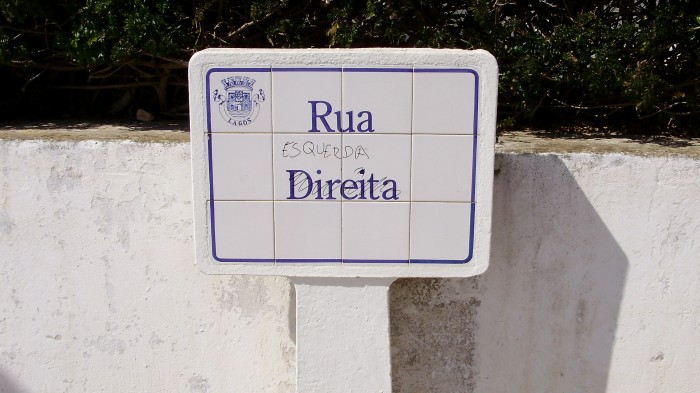 LAGOS
Rua
ESQUERDA
Direita